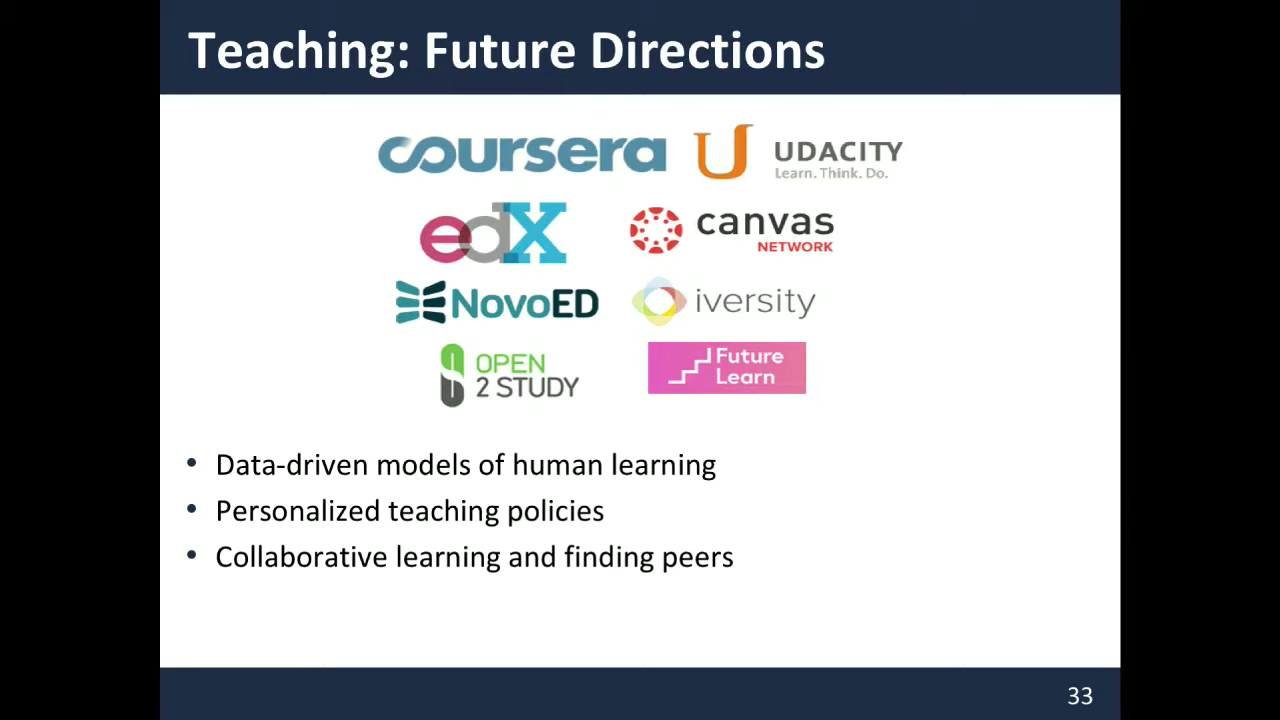 Teaching: Future Directions
coursera
UDACITY
Learn. Think. Do.
edX
canvas
NETWORK
NovoED
iversity
OPEN
2 STUDY
Future
Learn
• Data-driven models of human learning
• Personalized teaching policies
• Collaborative learning and finding peers
33